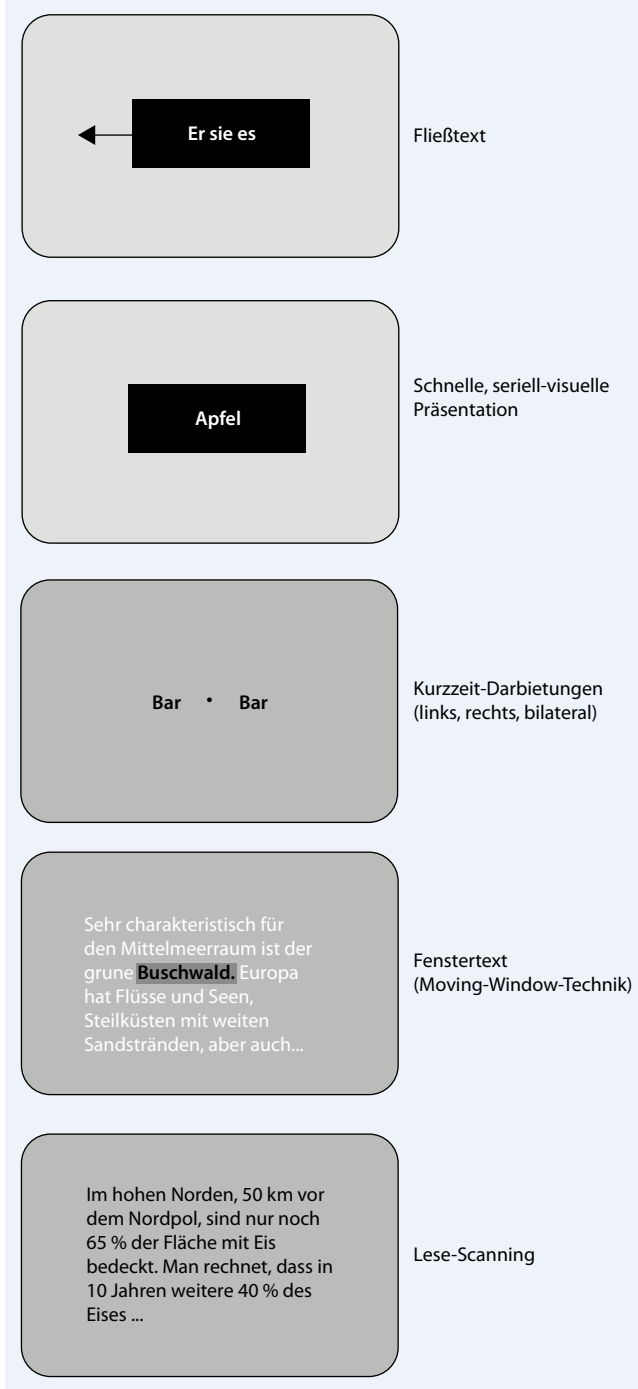 Er sie es
Fließtext
Apfel
Schnelle, seriell-visuelle
Präsentation
Bar • Bar
Kurzzeit-Darbietungen
(links, rechts, bilateral)
Sehr charakteristisch für
den Mittelmeerraum ist der
grune Buschwald. Europa
hat Flüsse und Seen,
Steilküsten mit weiten
Sandstränden, aber auch...
Fenstertext
(Moving-Window-Technik)
Im hohen Norden, 50 km vor
dem Nordpol, sind nur noch
65 % der Fläche mit Eis
bedeckt. Man rechnet, dass in
10 Jahren weitere 40 % des
Eises ...
Lese-Scanning